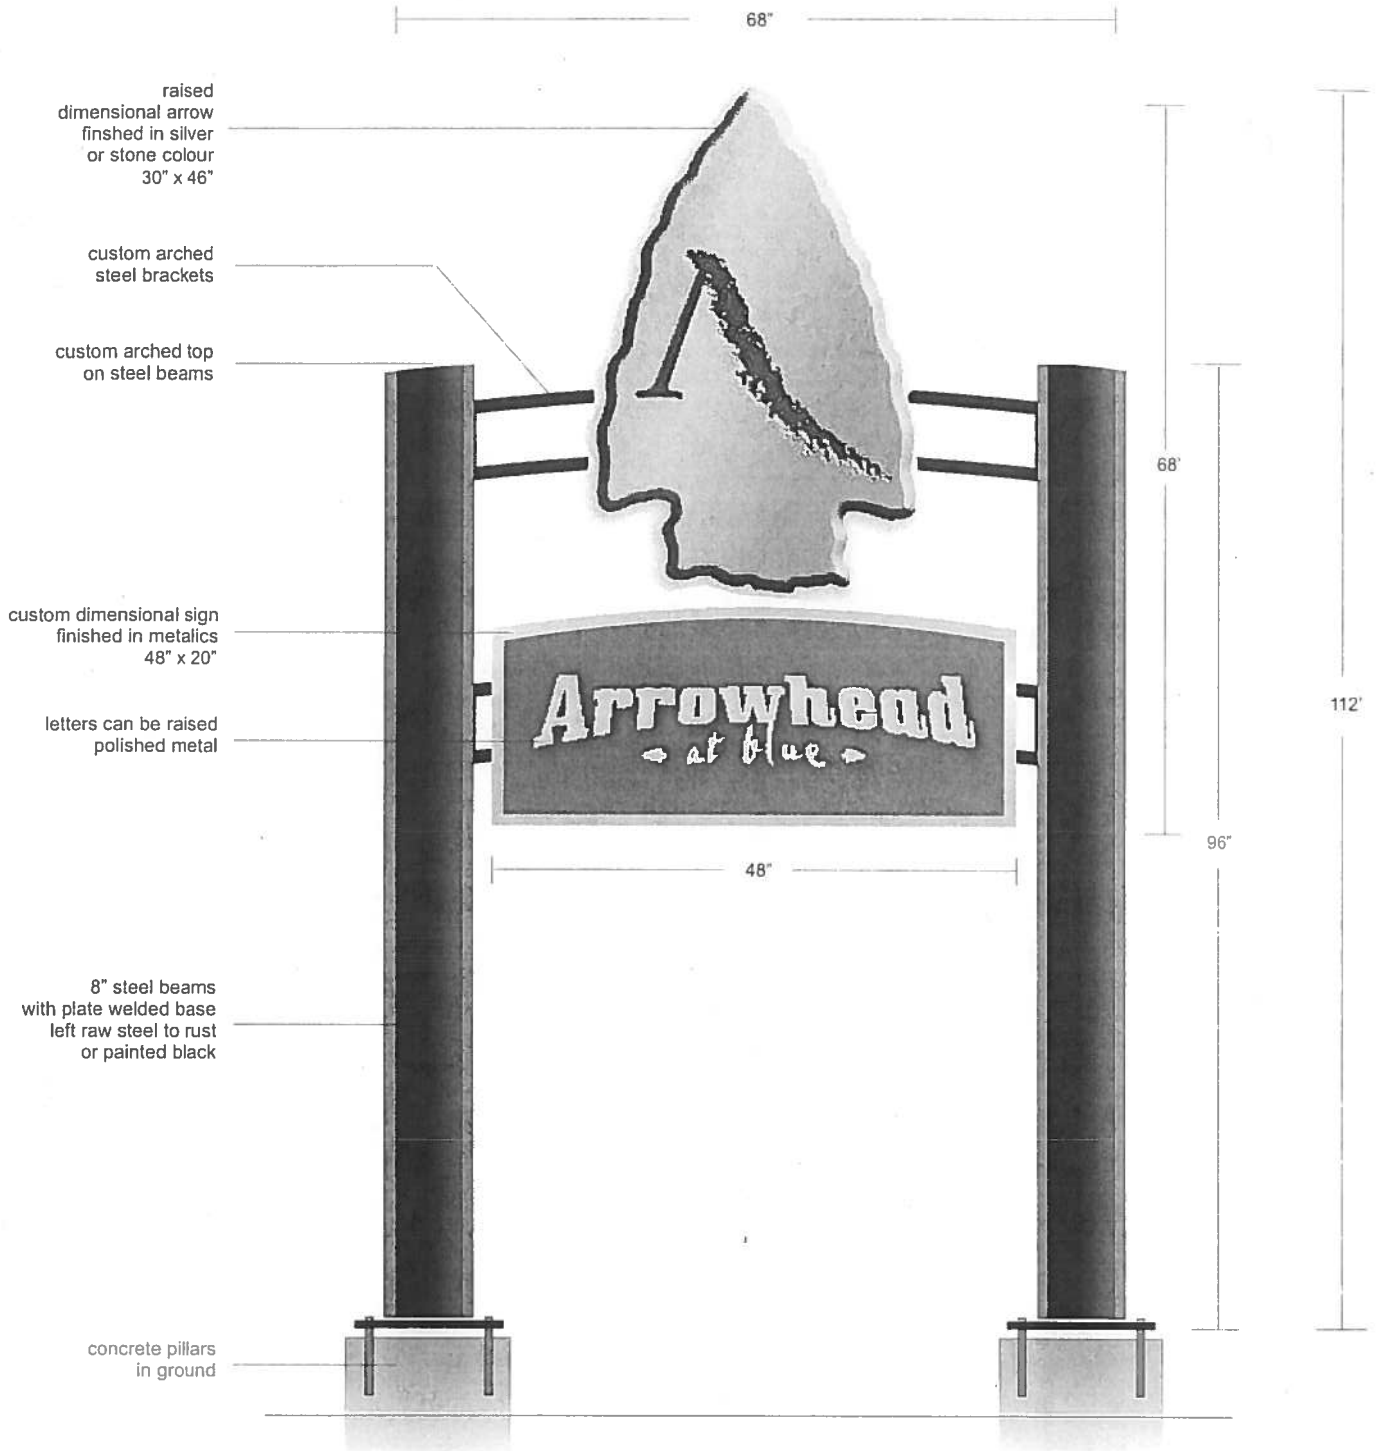 68"
raised
dimensional arrow
finshed in silver
or stone colour
30" x 46"
custom arched
steel brackets
custom arched top
on steel beams
68'
custom dimensional sign
finished in metalics
48" x 20"
letters can be raised
polished metal
Arrowhead
at blue
112'
96"
48"
8" steel beams
with plate welded base
left raw steel to rust
or painted black
concrete pillars
in ground